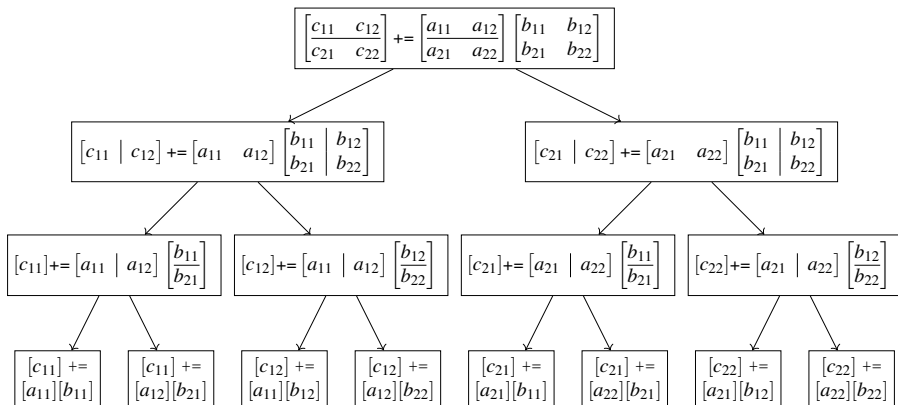 [c11 c12 / c21 c22] += [a11 a12 / a21 a22] [b11 b12 / b21 b22]
[c11 | c12] += [a11 a12] [b11 | b12 / b21 | b22]
[c21 | c22] += [a21 a22] [b11 | b12 / b21 | b22]
[c11]+= [a11 | a12] [b11 / b21]
[c12]+= [a11 | a12] [b12 / b22]
[c21]+= [a21 | a22] [b11 / b21]
[c22]+= [a21 | a22] [b12 / b22]
[c11] +=
[a11][b11]
[c11] +=
[a12][b21]
[c12] +=
[a11][b12]
[c12] +=
[a12][b22]
[c21] +=
[a21][b11]
[c21] +=
[a22][b21]
[c22] +=
[a21][b12]
[c22] +=
[a22][b22]